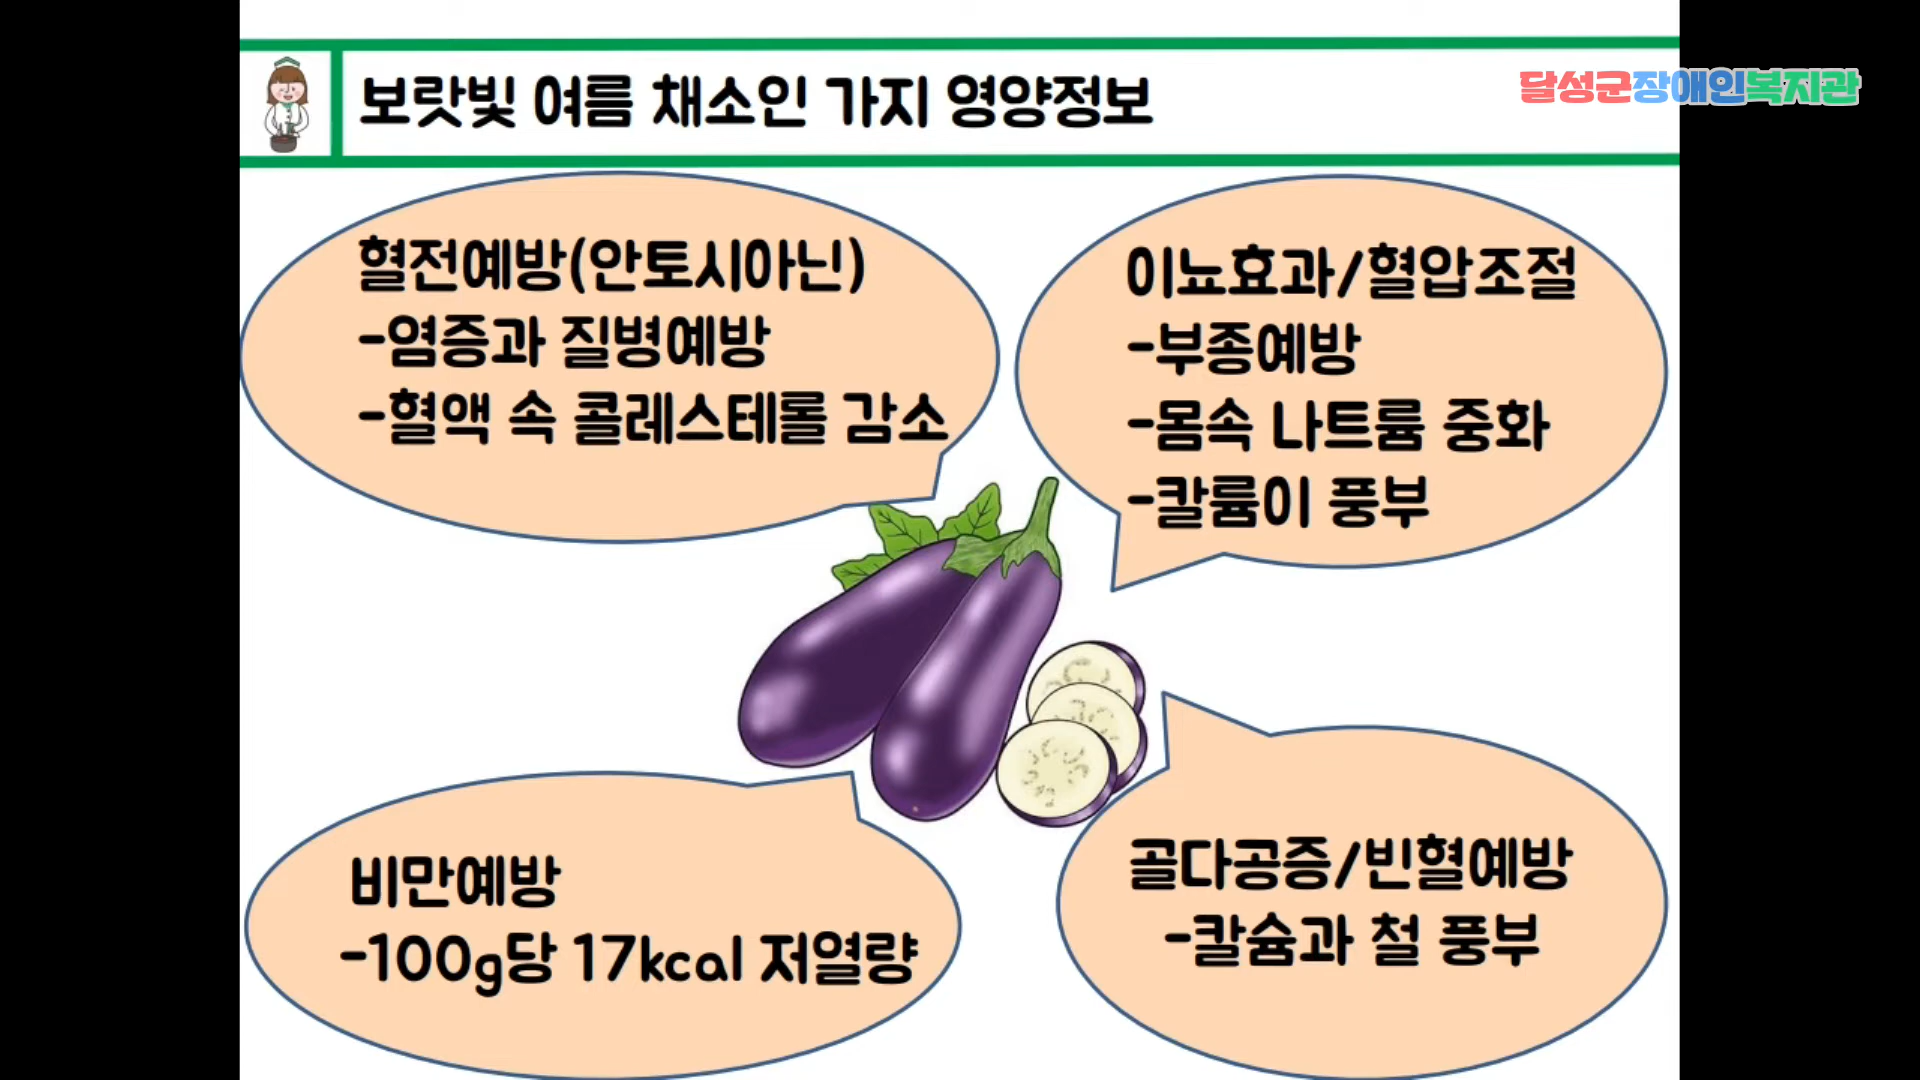 보랏빛 여름 채소인 가지 영양정보
달성군장애인복지관
혈전예방(안토시아닌)
-염증과 질병예방
-혈액 속 콜레스테롤 감소
이뇨효과/혈압조절
-부종예방
-몸속 나트륨 중화
-칼륨이 풍부
비만예방
-100g당 17kcal 저열량
골다공증/빈혈예방
-칼슘과 철 풍부